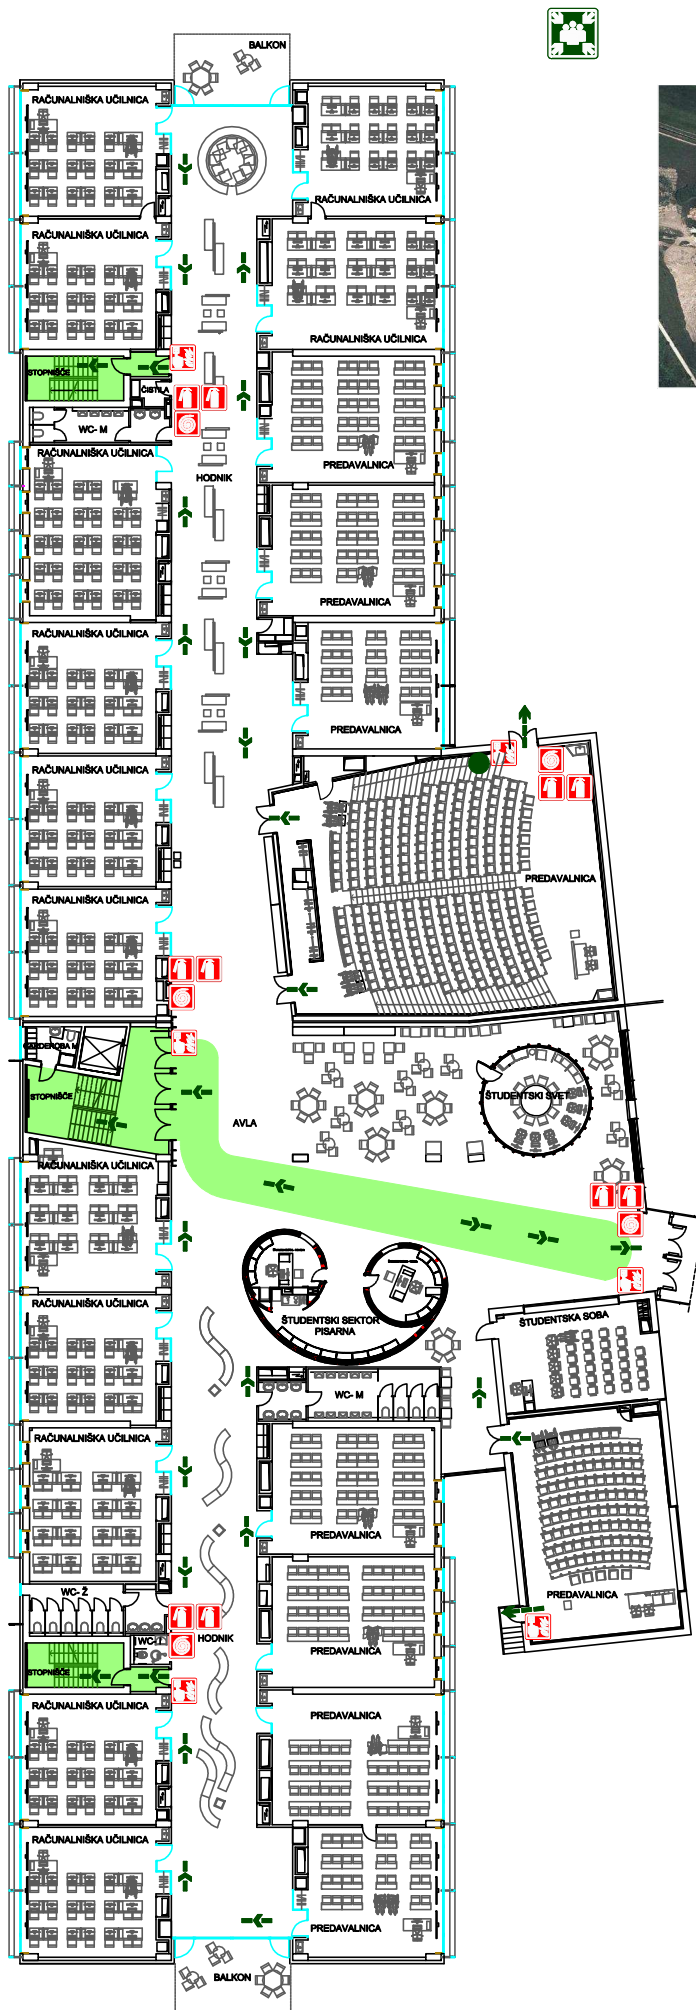 BALKON
RAČUNALNIŠKA UČILNICA
RAČUNALNIŠKA UČILNICA
RAČUNALNIŠKA UČILNICA
RAČUNALNIŠKA UČILNICA
STOPNIŠČE
ČISTILA
WC- M
RAČUNALNIŠKA UČILNICA
PREDAVALNICA
HODNIK
PREDAVALNICA
RAČUNALNIŠKA UČILNICA
PREDAVALNICA
RAČUNALNIŠKA UČILNICA
PREDAVALNICA
RAČUNALNIŠKA UČILNICA
GARDEROBA M
STOPNIŠČE
ŠTUDENTSKI SVET
AVLA
RAČUNALNIŠKA UČILNICA
RAČUNALNIŠKA UČILNICA
ŠTUDENTSKI SEKTOR
PISARNA
ŠTUDENTSKA SOBA
WC- M
RAČUNALNIŠKA UČILNICA
PREDAVALNICA
WC- Ž
PREDAVALNICA
WC-I
HODNIK
PREDAVALNICA
STOPNIŠČE
RAČUNALNIŠKA UČILNICA
PREDAVALNICA
RAČUNALNIŠKA UČILNICA
PREDAVALNICA
BALKON